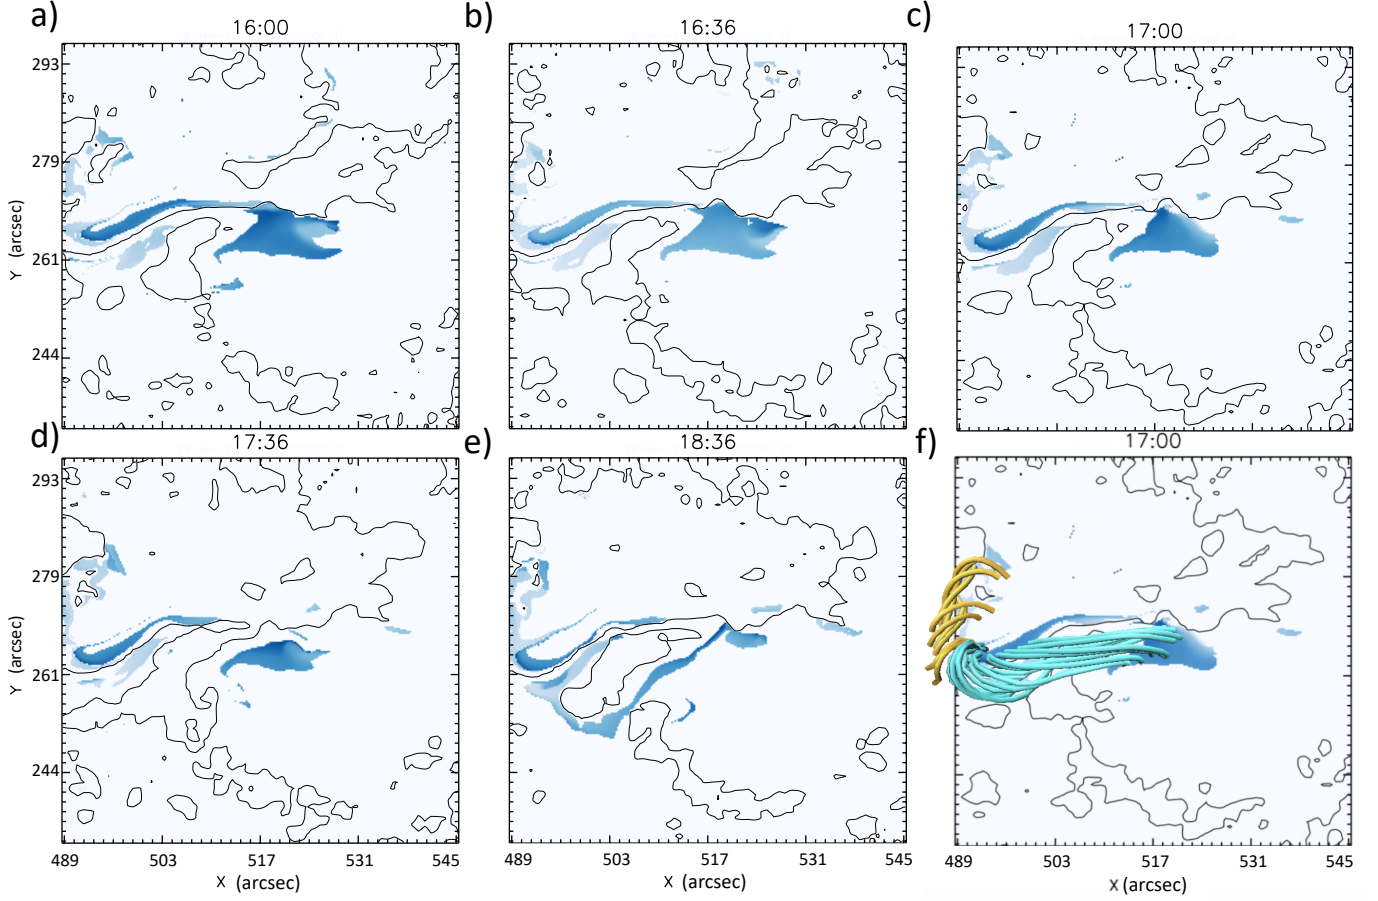 a) 16:00
b) 16:36
c) 17:00
293
279
261
244
Y (arcsec)
d) 17:36
e) 18:36
f) 17:00
293
279
261
244
Y (arcsec)
489 503 517 531 545
489 503 517 531 545
489 503 517 531 545
X (arcsec)
X (arcsec)
X (arcsec)